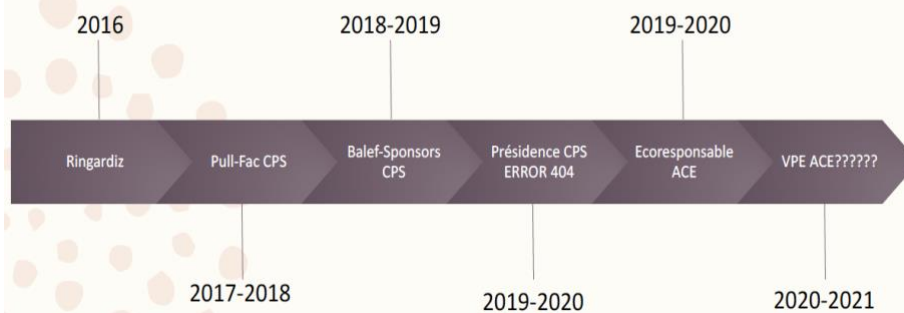 2016
2018-2019
2019-2020
Ringardiz
Pull-Fac CPS
Balef-Sponsors
CPS
Présidence CPS
ERROR 404
Ecoresponsable
ACE
VPE ACE??????
2017-2018
2019-2020
2020-2021